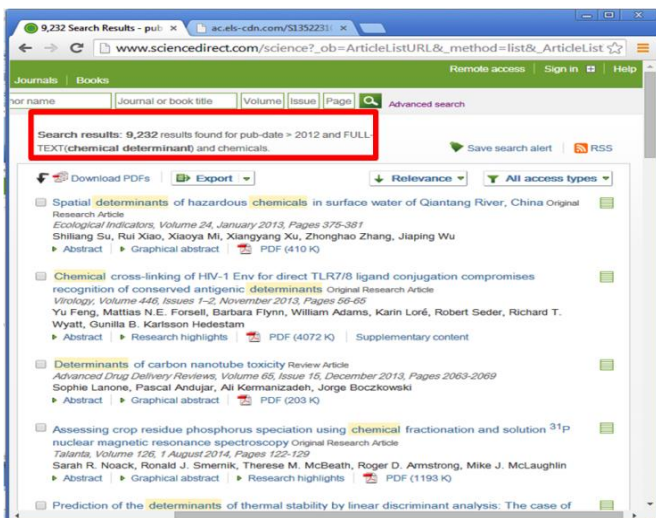 9,232 Search Results - pub
ac.els-cdn.com/S1352231
www.sciencedirect.com/science?_ob=ArticleListURL&_method=list&_ArticleList
Journals | Books
Remote access | Sign in | Help
or name
Journal or book title
Volume
Issue
Page
Advanced search
Search results: 9,232 results found for pub-date > 2012 and FULL-
TEXT(chemical determinant) and chemicals.
Save search alert | RSS
Download PDFs
Export
Relevance
All access types
Spatial determinants of hazardous chemicals in surface water of Qiantang River, China Original
Research Article
Ecological Indicators, Volume 24, January 2013, Pages 375-381
Shiliang Su, Rui Xiao, Xiaoya Mi, Xiangyang Xu, Zhonghao Zhang, Jiaping Wu
Abstract | Graphical abstract | PDF (410 K)
Chemical cross-linking of HIV-1 Env for direct TLR7/8 ligand conjugation compromises
recognition of conserved antigenic determinants Original Research Article
Virology, Volume 446, Issues 1–2, November 2013, Pages 56-65
Yu Feng, Mattias N.E. Forsell, Barbara Flynn, William Adams, Karin Loré, Robert Seder, Richard T.
Wyatt, Gunilla B. Karlsson Hedestam
Abstract | Research highlights | PDF (4072 K) | Supplementary content
Determinants of carbon nanotube toxicity Review Article
Advanced Drug Delivery Reviews, Volume 65, Issue 15, December 2013, Pages 2063-2069
Sophie Lanone, Pascal Andujar, Ali Kermanizadeh, Jorge Boczkowski
Abstract | Graphical abstract | PDF (203 K)
Assessing crop residue phosphorus speciation using chemical fractionation and solution ³¹P
nuclear magnetic resonance spectroscopy Original Research Article
Talanta, Volume 126, 1 August 2014, Pages 122-129
Sarah R. Noack, Ronald J. Smernik, Therese M. McBeath, Roger D. Armstrong, Mike J. McLaughlin
Abstract | Graphical abstract | Research highlights | PDF (1193 K)
Prediction of the determinants of thermal stability by linear discriminant analysis: The case of